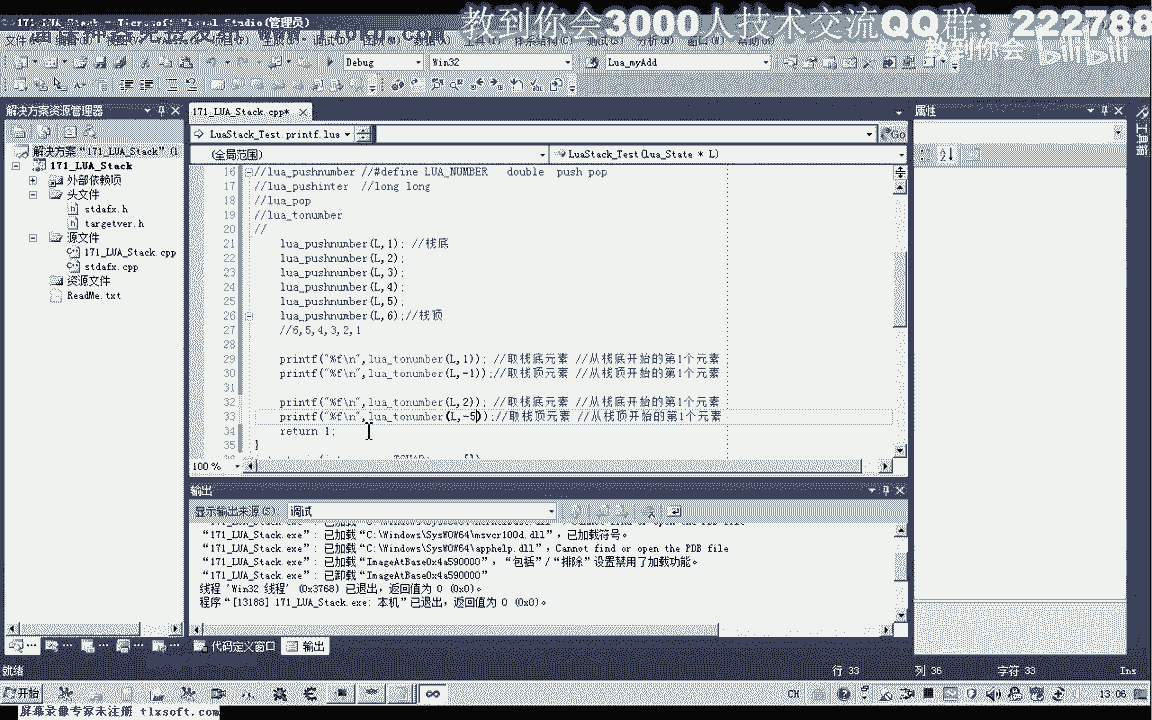 171_LUA_Stack - Microsoft Visual Studio(管理员)
教到你会3000人技术交流QQ群：222788
教到你会 bilibili
Debug Win32 Lua_myAdd
解决方案资源管理器
171_LUA_Stack.cpp*
属性
LuaStack_Test.printf.lua
Go
(全局范围)
LuaStack_Test(lua_State * L)
解决方案“171_LUA_Stack” (1
171_LUA_Stack
外部依赖项
头文件
stdafx.h
targetver.h
源文件
171_LUA_Stack.cpp
stdafx.cpp
资源文件
ReadMe.txt
16 //lua_pushnumber //#define LUA_NUMBER double push pop
17 //lua_pushinter //long long
18 //lua_pop
19 //lua_tonumber
20 //
21 lua_pushnumber(L,1); //栈底
22 lua_pushnumber(L,2);
23 lua_pushnumber(L,3);
24 lua_pushnumber(L,4);
25 lua_pushnumber(L,5);
26 lua_pushnumber(L,6);//栈顶
27 //6,5,4,3,2,1
28
29 printf("%f\n",lua_tonumber(L,1)); //取栈底元素 //从栈底开始的第1个元素
30 printf("%f\n",lua_tonumber(L,-1));//取栈顶元素 //从栈顶开始的第1个元素
31
32 printf("%f\n",lua_tonumber(L,2)); //取栈底元素 //从栈底开始的第1个元素
33 printf("%f\n",lua_tonumber(L,-5));//取栈顶元素 //从栈顶开始的第1个元素
34 return 1;
35 }
100 %
输出
显示输出来源(S): 调试
“171_LUA_Stack.exe”: 已加载“C:\Windows\SysWOW64\msvcr100d.dll”，已加载符号。
“171_LUA_Stack.exe”: 已加载“C:\Windows\SysWOW64\apphelp.dll”，Cannot find or open the PDB file
“171_LUA_Stack.exe”: 已加载“ImageAtBase0x4a590000”，“包括”/“排除”设置禁用了加载功能。
“171_LUA_Stack.exe”: 已卸载“ImageAtBase0x4a590000”
线程 'Win32 线程' (0x3768) 已退出，返回值为 0 (0x0)。
程序“[13188] 171_LUA_Stack.exe: 本机”已退出，返回值为 0 (0x0)。
代码定义窗口 输出
就绪 行 33 列 36 字符 33 Ins
开始 CH 13:06
屏幕录像专家未注册 tlxsoft.com